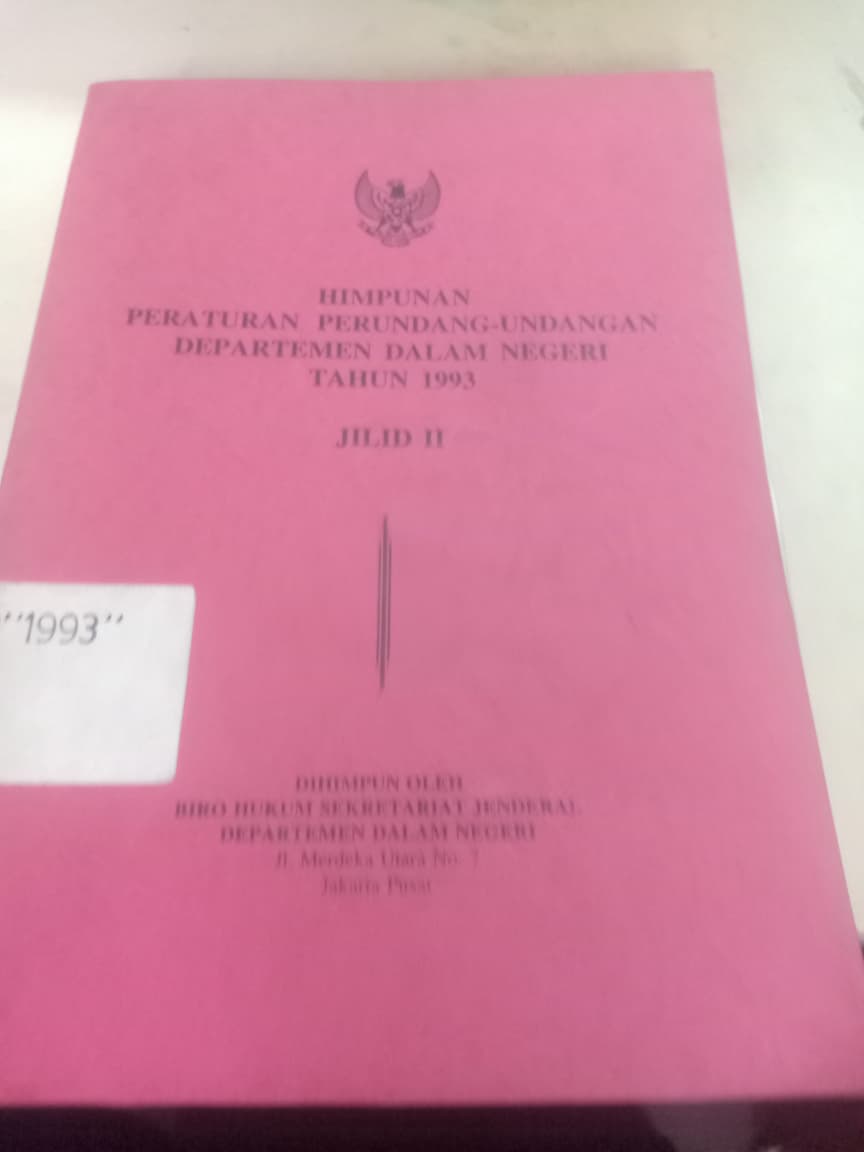 HIMPUNAN
PERATURAN PERUNDANG-UNDANGAN
DEPARTEMEN DALAM NEGERI
TAHUN 1993
JILID II
"1993"
DIHIMPUN OLEH
BIRO HUKUM SEKRETARIAT JENDERAL
DEPARTEMEN DALAM NEGERI
Jl. Merdeka Utara No. 7
Jakarta Pusat